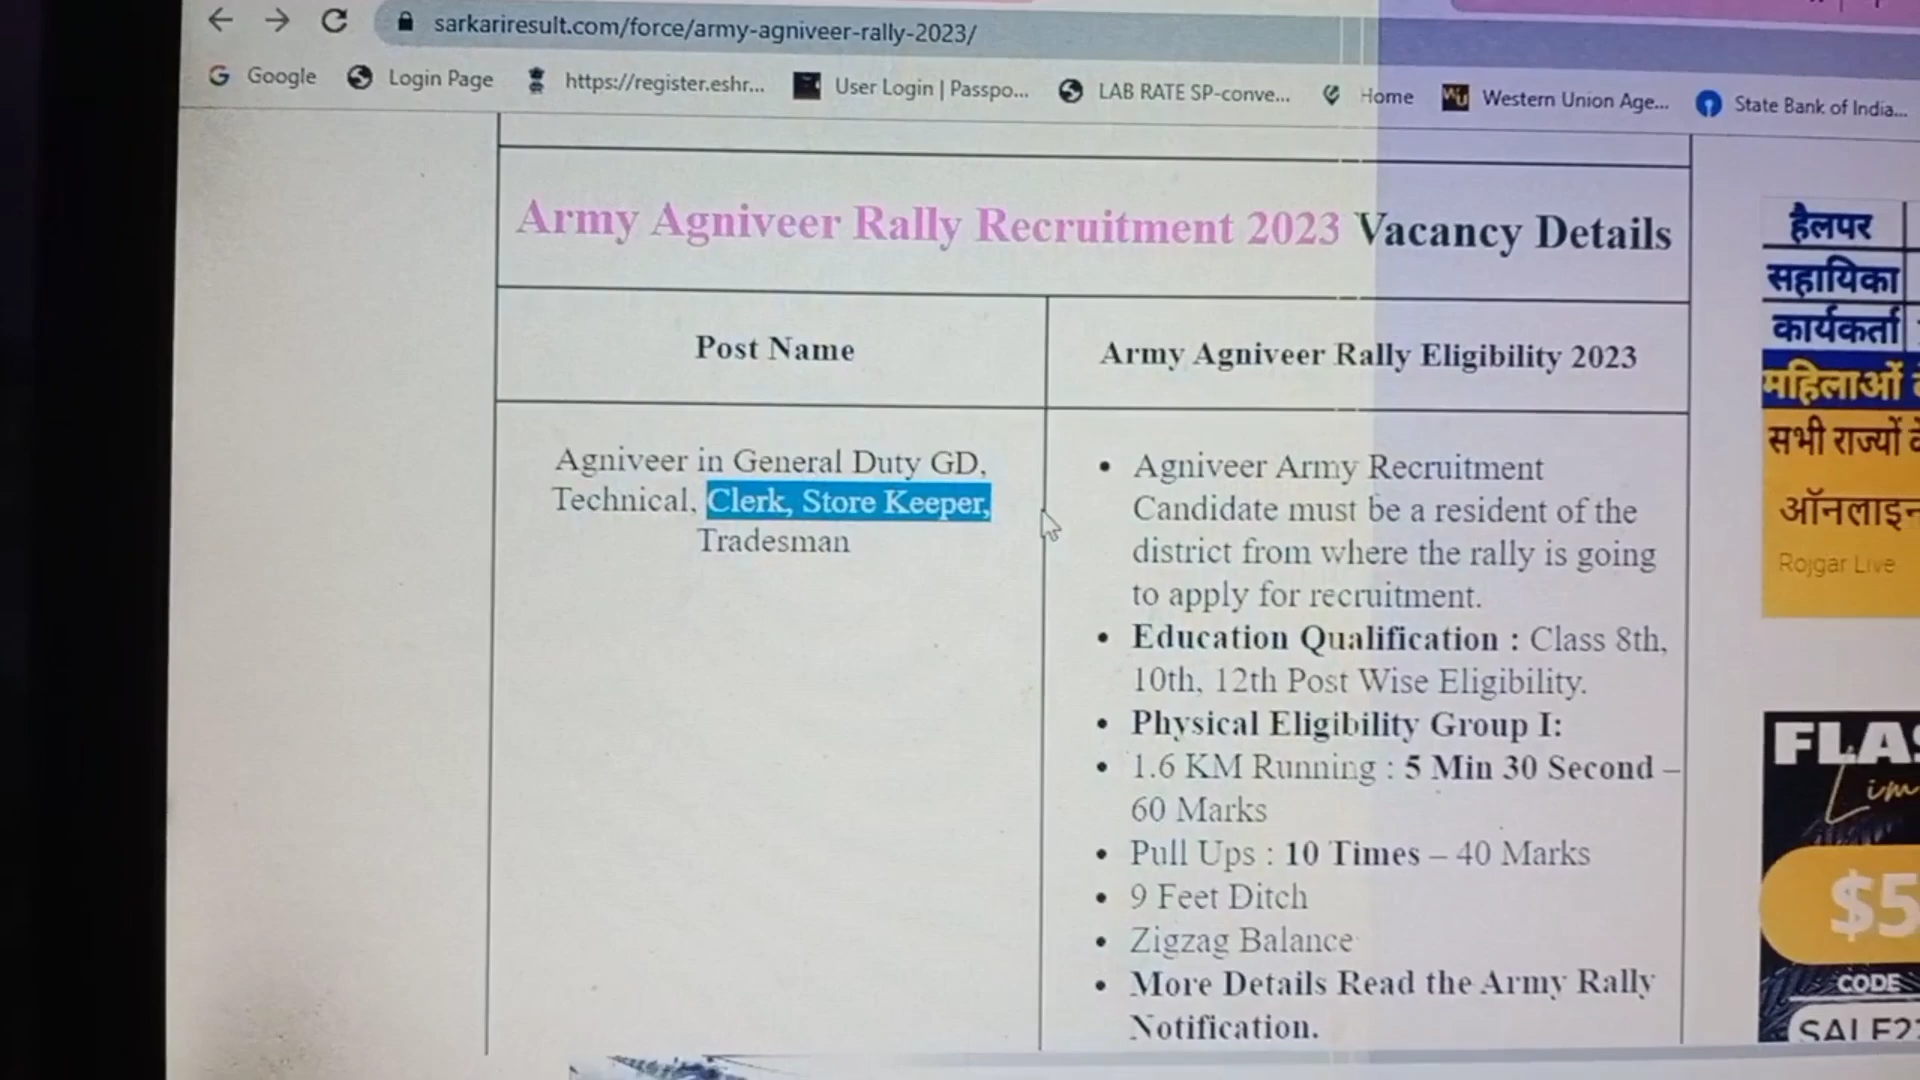 sarkariresult.com/force/army-agniveer-rally-2023/
Google Login Page https://register.eshr... User Login | Passpo... LAB RATE SP-conve... Home Western Union Age... State Bank of India...
Army Agniveer Rally Recruitment 2023 Vacancy Details
Post Name
Army Agniveer Rally Eligibility 2023
Agniveer in General Duty GD,
Technical, Clerk, Store Keeper,
Tradesman
• Agniveer Army Recruitment
Candidate must be a resident of the
district from where the rally is going
to apply for recruitment.
• Education Qualification : Class 8th,
10th, 12th Post Wise Eligibility.
• Physical Eligibility Group I:
• 1.6 KM Running : 5 Min 30 Second –
60 Marks
• Pull Ups : 10 Times – 40 Marks
• 9 Feet Ditch
• Zigzag Balance
• More Details Read the Army Rally
Notification.
हैलपर
सहायिका
कार्यकर्ता
महिलाओं
सभी राज्यों
Rojgar Live
CODE